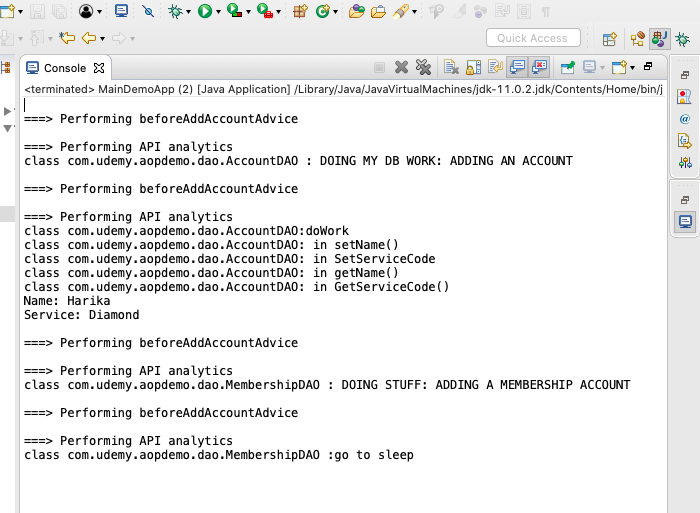 Quick Access
Console
<terminated> MainDemoApp (2) [Java Application] /Library/Java/JavaVirtualMachines/jdk-11.0.2.jdk/Contents/Home/bin/j
===> Performing beforeAddAccountAdvice
===> Performing API analytics
class com.udemy.aopdemo.dao.AccountDAO : DOING MY DB WORK: ADDING AN ACCOUNT
===> Performing beforeAddAccountAdvice
===> Performing API analytics
class com.udemy.aopdemo.dao.AccountDAO:doWork
class com.udemy.aopdemo.dao.AccountDAO: in setName()
class com.udemy.aopdemo.dao.AccountDAO: in SetServiceCode
class com.udemy.aopdemo.dao.AccountDAO: in getName()
class com.udemy.aopdemo.dao.AccountDAO: in GetServiceCode()
Name: Harika
Service: Diamond
===> Performing beforeAddAccountAdvice
===> Performing API analytics
class com.udemy.aopdemo.dao.MembershipDAO : DOING STUFF: ADDING A MEMBERSHIP ACCOUNT
===> Performing beforeAddAccountAdvice
===> Performing API analytics
class com.udemy.aopdemo.dao.MembershipDAO :go to sleep